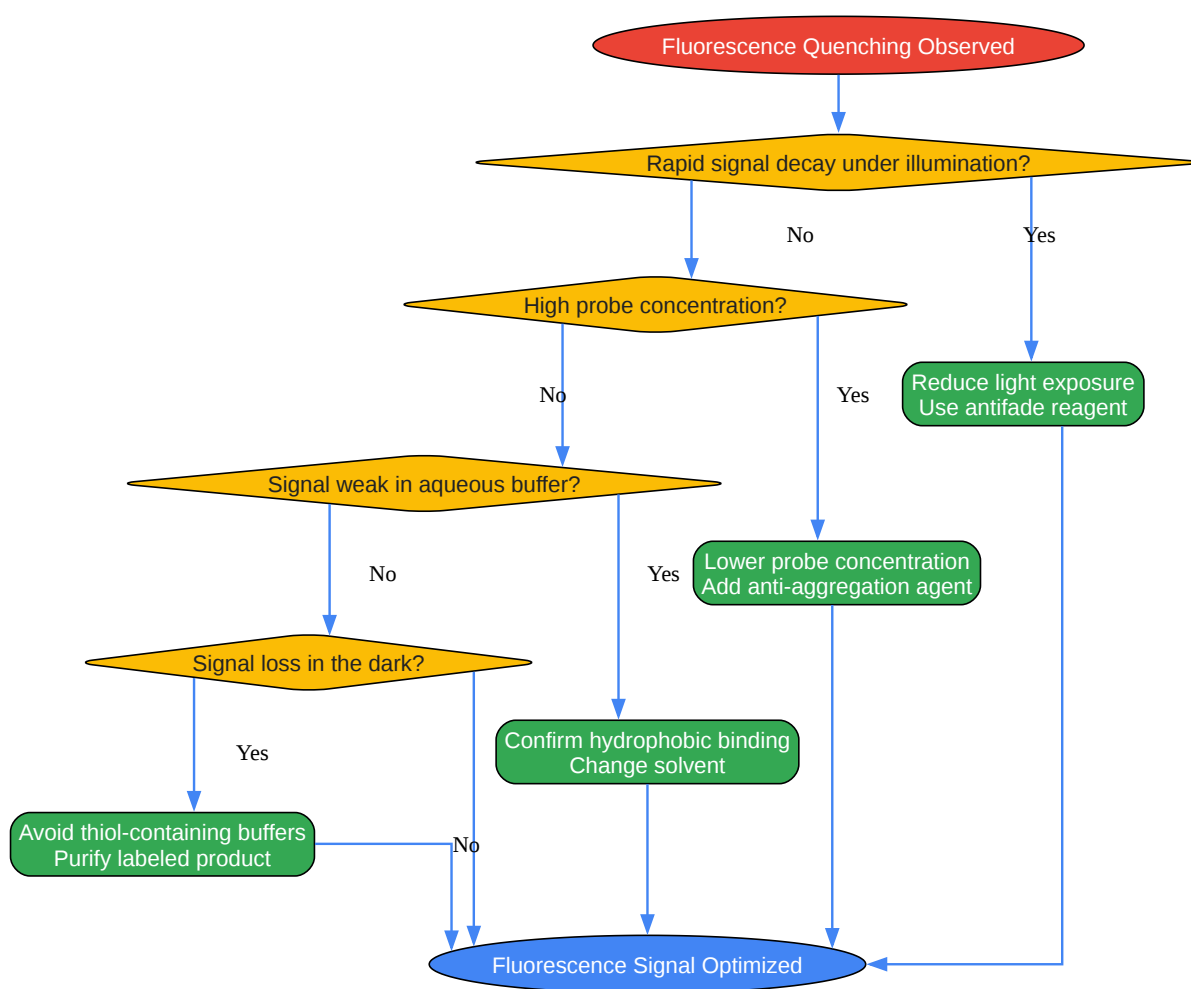 Fluorescence Quenching Observed
Rapid signal decay under illumination?
No
Yes
High probe concentration?
No
Yes
Reduce light exposure
Use antifade reagent
Signal weak in aqueous buffer?
No
Yes
Lower probe concentration
Add anti-aggregation agent
Signal loss in the dark?
Yes
No
Confirm hydrophobic binding
Change solvent
Avoid thiol-containing buffers
Purify labeled product
Fluorescence Signal Optimized